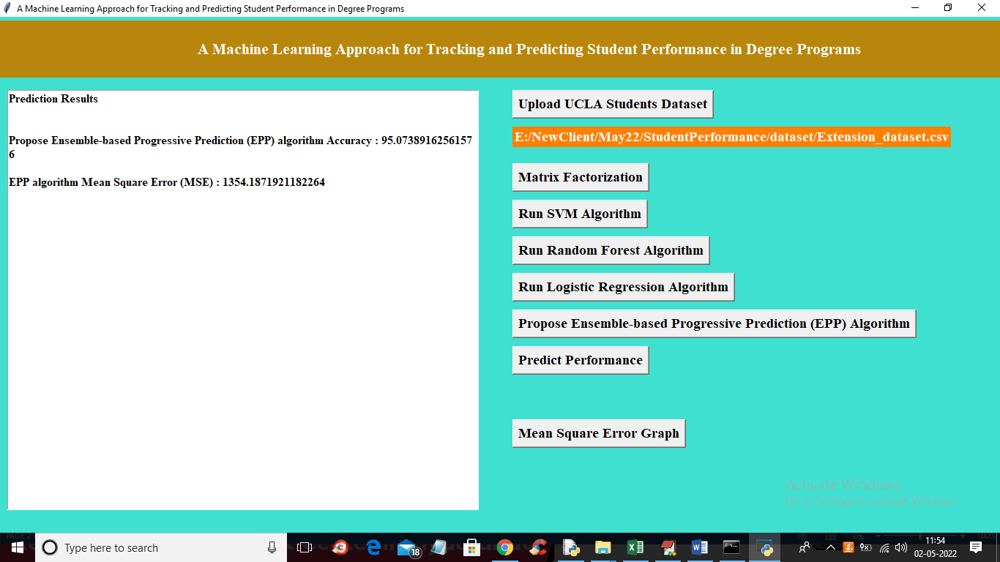 A Machine Learning Approach for Tracking and Predicting Student Performance in Degree Programs
A Machine Learning Approach for Tracking and Predicting Student Performance in Degree Programs
Prediction Results
Propose Ensemble-based Progressive Prediction (EPP) algorithm Accuracy : 95.0738916256157
6
EPP algorithm Mean Square Error (MSE) : 1354.1871921182264
Upload UCLA Students Dataset
E:/NewClient/May22/StudentPerformance/dataset/Extension_dataset.csv
Matrix Factorization
Run SVM Algorithm
Run Random Forest Algorithm
Run Logistic Regression Algorithm
Propose Ensemble-based Progressive Prediction (EPP) Algorithm
Predict Performance
Mean Square Error Graph
Activate Windows
Go to Settings to activate Windows.
PAGE 2
100%
Type here to search
18
11:54
02-05-2022